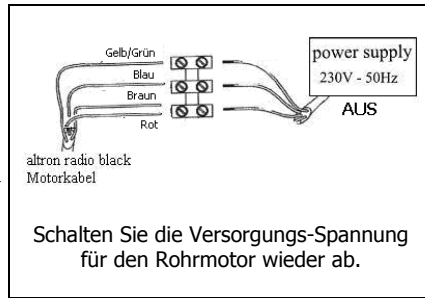 Gelb/Grün
Blau
Braun
Rot
power supply
230V - 50Hz
AUS
altron radio black
Motorkabel
Schalten Sie die Versorgungs-Spannung
für den Rohrmotor wieder ab.